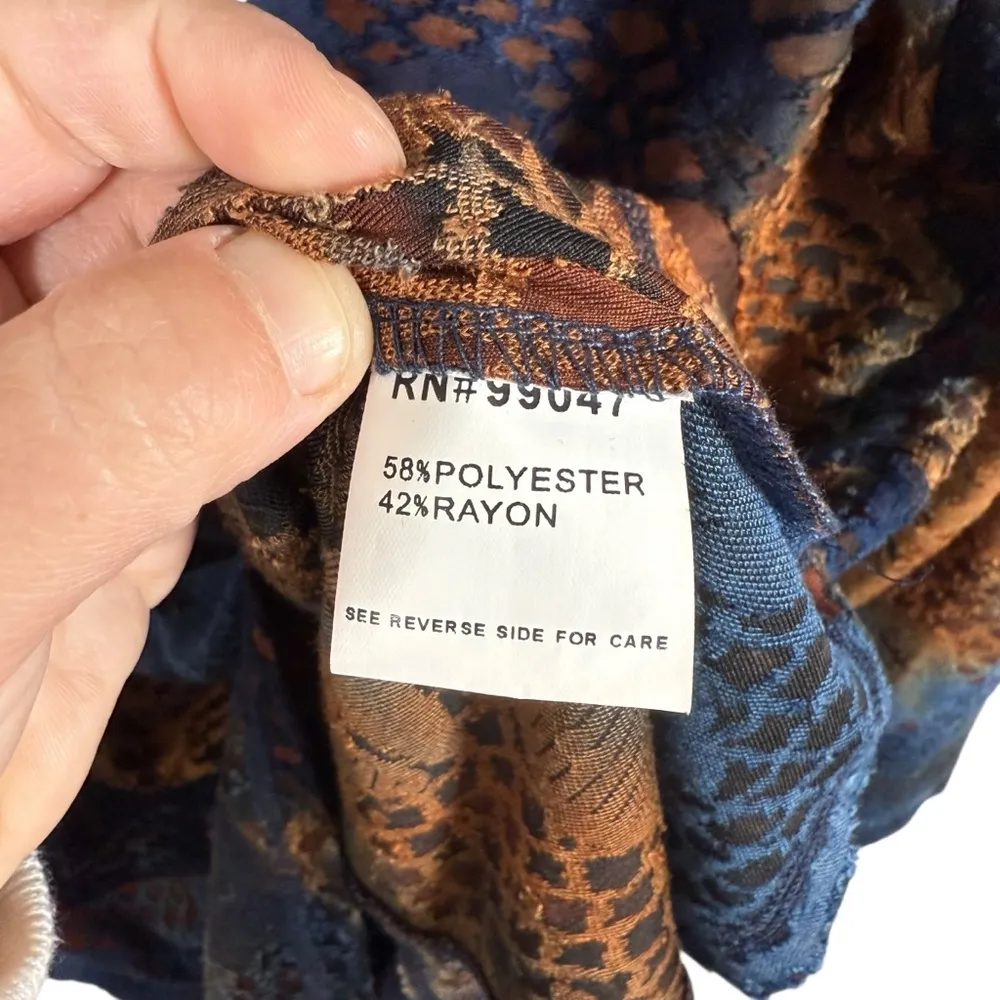 RN# 99047
58%POLYESTER
42%RAYON
SEE REVERSE SIDE FOR CARE